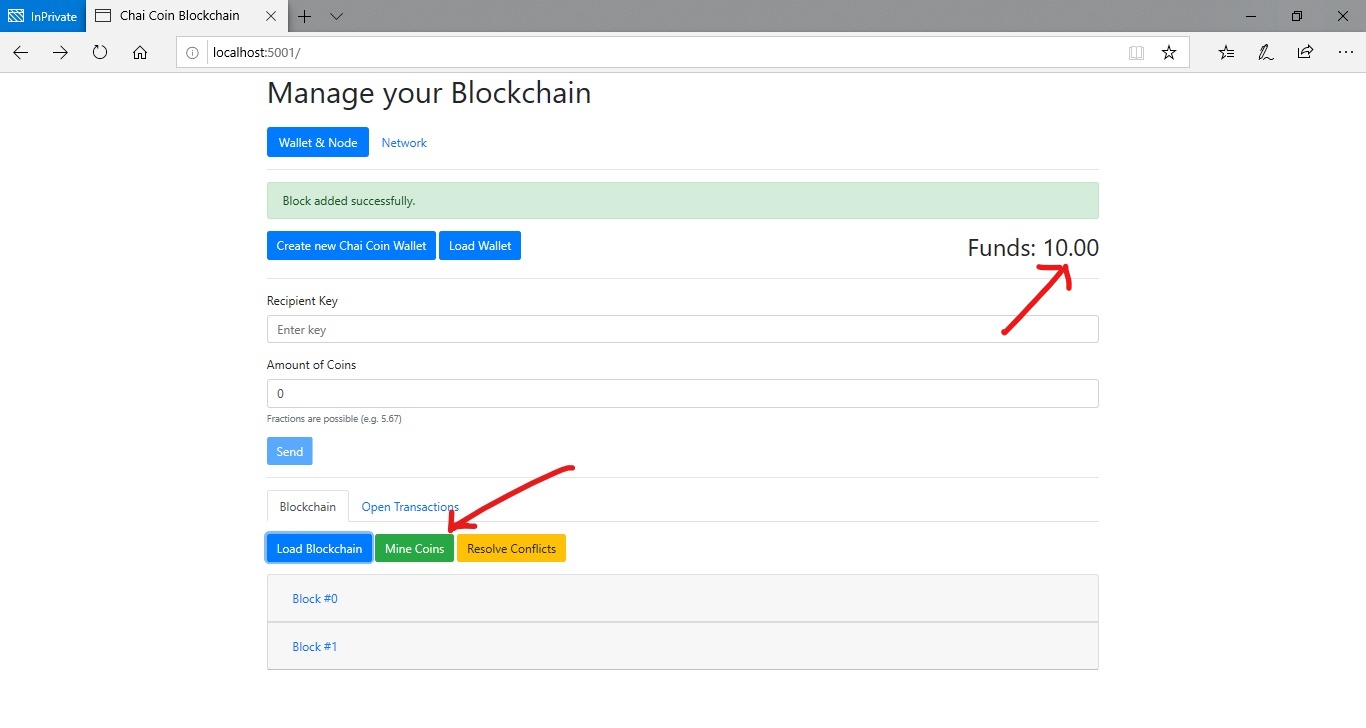 InPrivate Chai Coin Blockchain
localhost:5001/
Manage your Blockchain
Wallet & Node Network
Block added successfully.
Create new Chai Coin Wallet Load Wallet Funds: 10.00
Recipient Key
Enter key
Amount of Coins
0
Fractions are possible (e.g. 5.67)
Send
Blockchain Open Transactions
Load Blockchain Mine Coins Resolve Conflicts
Block #0
Block #1